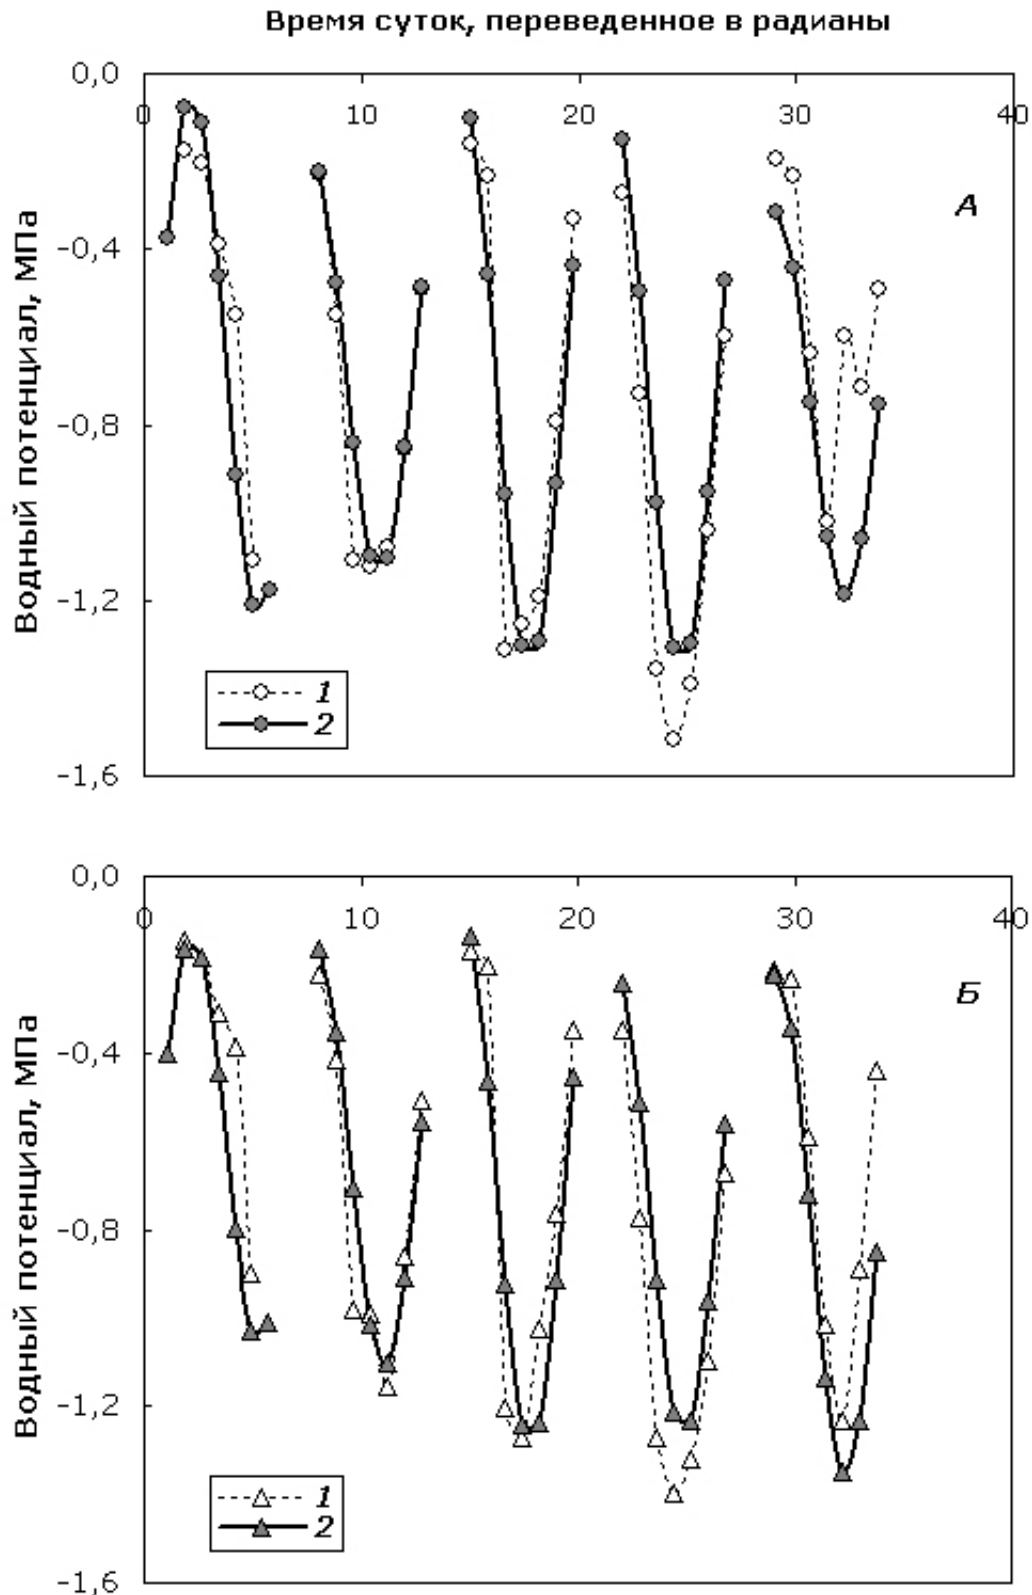 Время суток, переведенное в радианы
0,0
0 10 20 30 40
А
-0,4
-0,8
-1,2
-1,6
Водный потенциал, МПа
1
2
0,0
0 10 20 30 40
Б
-0,4
-0,8
-1,2
-1,6
Водный потенциал, МПа
1
2